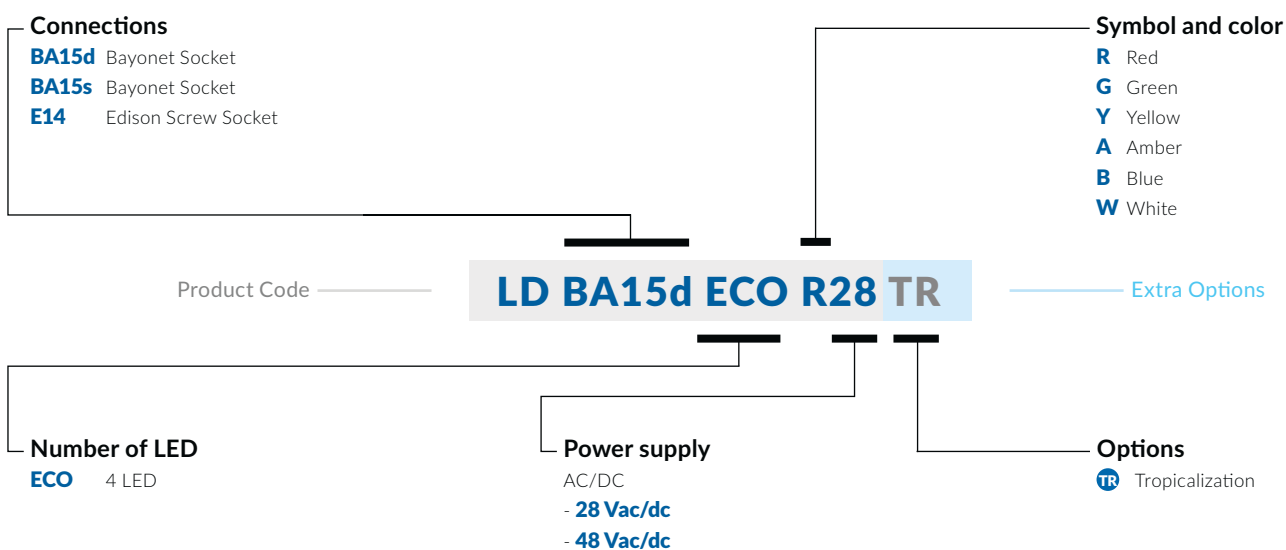 Connections
BA15d Bayonet Socket
BA15s Bayonet Socket
E14 Edison Screw Socket
Symbol and color
R Red
G Green
Y Yellow
A Amber
B Blue
W White
Product Code
LD BA15d ECO R28 TR
Extra Options
Number of LED
ECO 4 LED
Power supply
AC/DC
- 28 Vac/dc
- 48 Vac/dc
Options
TR Tropicalization